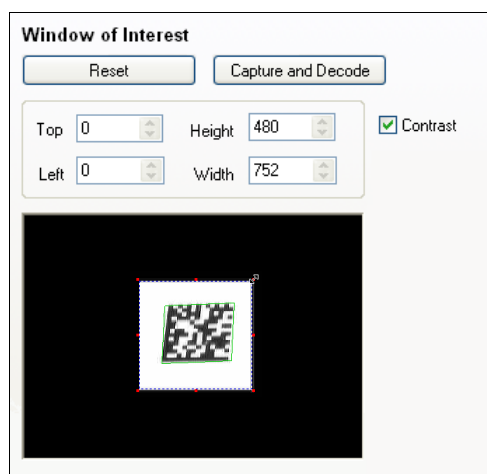 Window of Interest
Reset Capture and Decode
Top 0 Height 480 Contrast
Left 0 Width 752